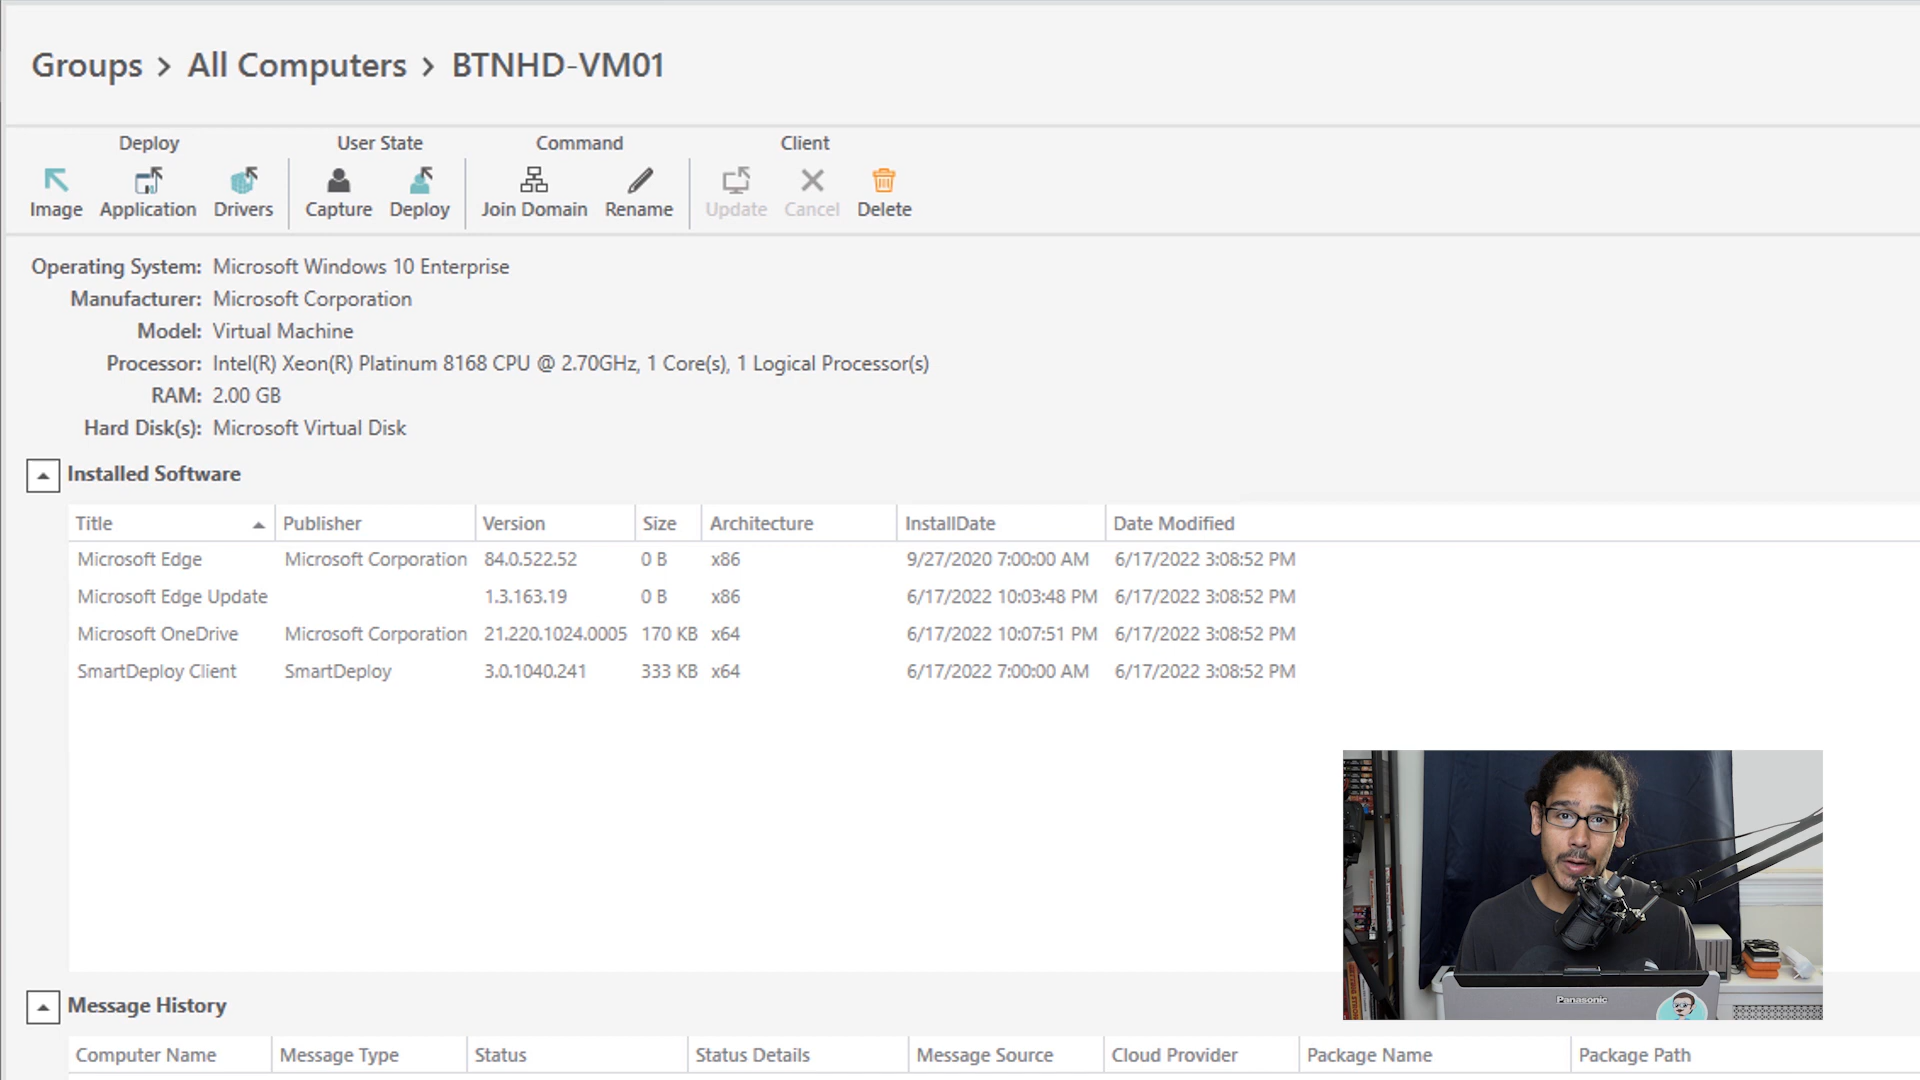 Groups > All Computers > BTNHD-VM01
Deploy User State Command Client
Image Application Drivers Capture Deploy Join Domain Rename Update Cancel Delete
Operating System: Microsoft Windows 10 Enterprise
Manufacturer: Microsoft Corporation
Model: Virtual Machine
Processor: Intel(R) Xeon(R) Platinum 8168 CPU @ 2.70GHz, 1 Core(s), 1 Logical Processor(s)
RAM: 2.00 GB
Hard Disk(s): Microsoft Virtual Disk
Installed Software
Title Publisher Version Size Architecture InstallDate Date Modified
Microsoft Edge Microsoft Corporation 84.0.522.52 0 B x86 9/27/2020 7:00:00 AM 6/17/2022 3:08:52 PM
Microsoft Edge Update 1.3.163.19 0 B x86 6/17/2022 10:03:48 PM 6/17/2022 3:08:52 PM
Microsoft OneDrive Microsoft Corporation 21.220.1024.0005 170 KB x64 6/17/2022 10:07:51 PM 6/17/2022 3:08:52 PM
SmartDeploy Client SmartDeploy 3.0.1040.241 333 KB x64 6/17/2022 7:00:00 AM 6/17/2022 3:08:52 PM
Panasonic
Message History
Computer Name Message Type Status Status Details Message Source Cloud Provider Package Name Package Path